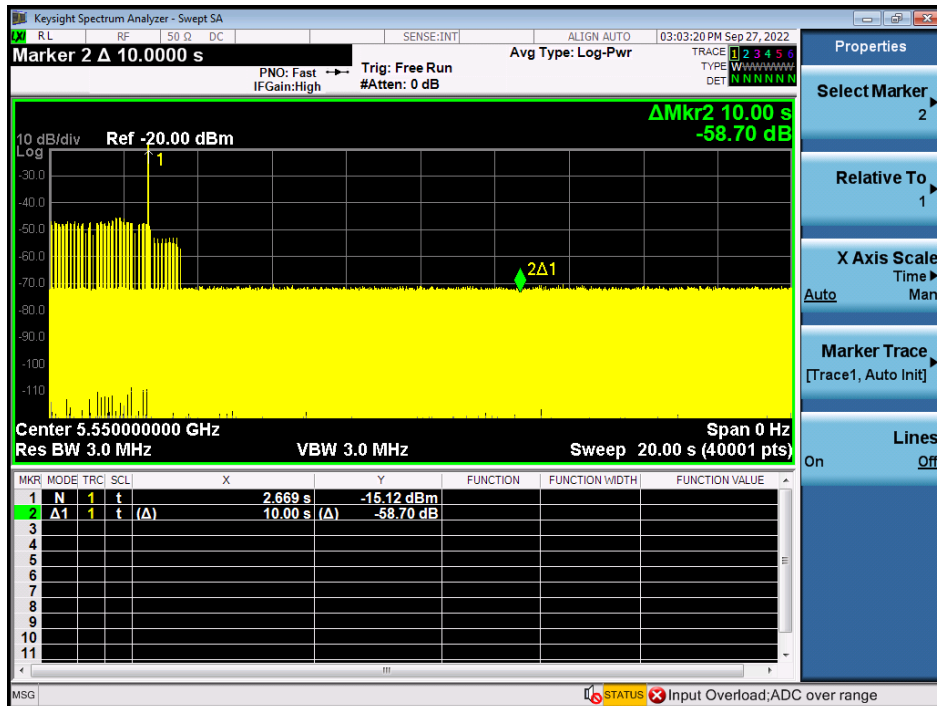 Keysight Spectrum Analyzer - Swept SA
LXI RL RF 50 Ω DC SENSE:INT ALIGN AUTO 03:03:20 PM Sep 27, 2022
Marker 2 Δ 10.0000 s
PNO: Fast
IFGain:High
Trig: Free Run
#Atten: 0 dB
Avg Type: Log-Pwr
TRACE 1 2 3 4 5 6
TYPE WWWWWW
DET N N N N N N
ΔMkr2 10.00 s
-58.70 dB
10 dB/div Ref -20.00 dBm
Log
1
-30.0
-40.0
-50.0
-60.0
2Δ1
-70.0
-80.0
-90.0
-100
-110
Center 5.550000000 GHz Span 0 Hz
Res BW 3.0 MHz VBW 3.0 MHz Sweep 20.00 s (40001 pts)
MKR MODE TRC SCL X Y FUNCTION FUNCTION WIDTH FUNCTION VALUE
1 N 1 t 2.669 s -15.12 dBm
2 Δ1 1 t (Δ) 10.00 s (Δ) -58.70 dB
3
4
5
6
7
8
9
10
11
MSG STATUS Input Overload;ADC over range
Properties
Select Marker
2
Relative To
1
X Axis Scale
Time
Auto Man
Marker Trace
[Trace1, Auto Init]
Lines
On Off